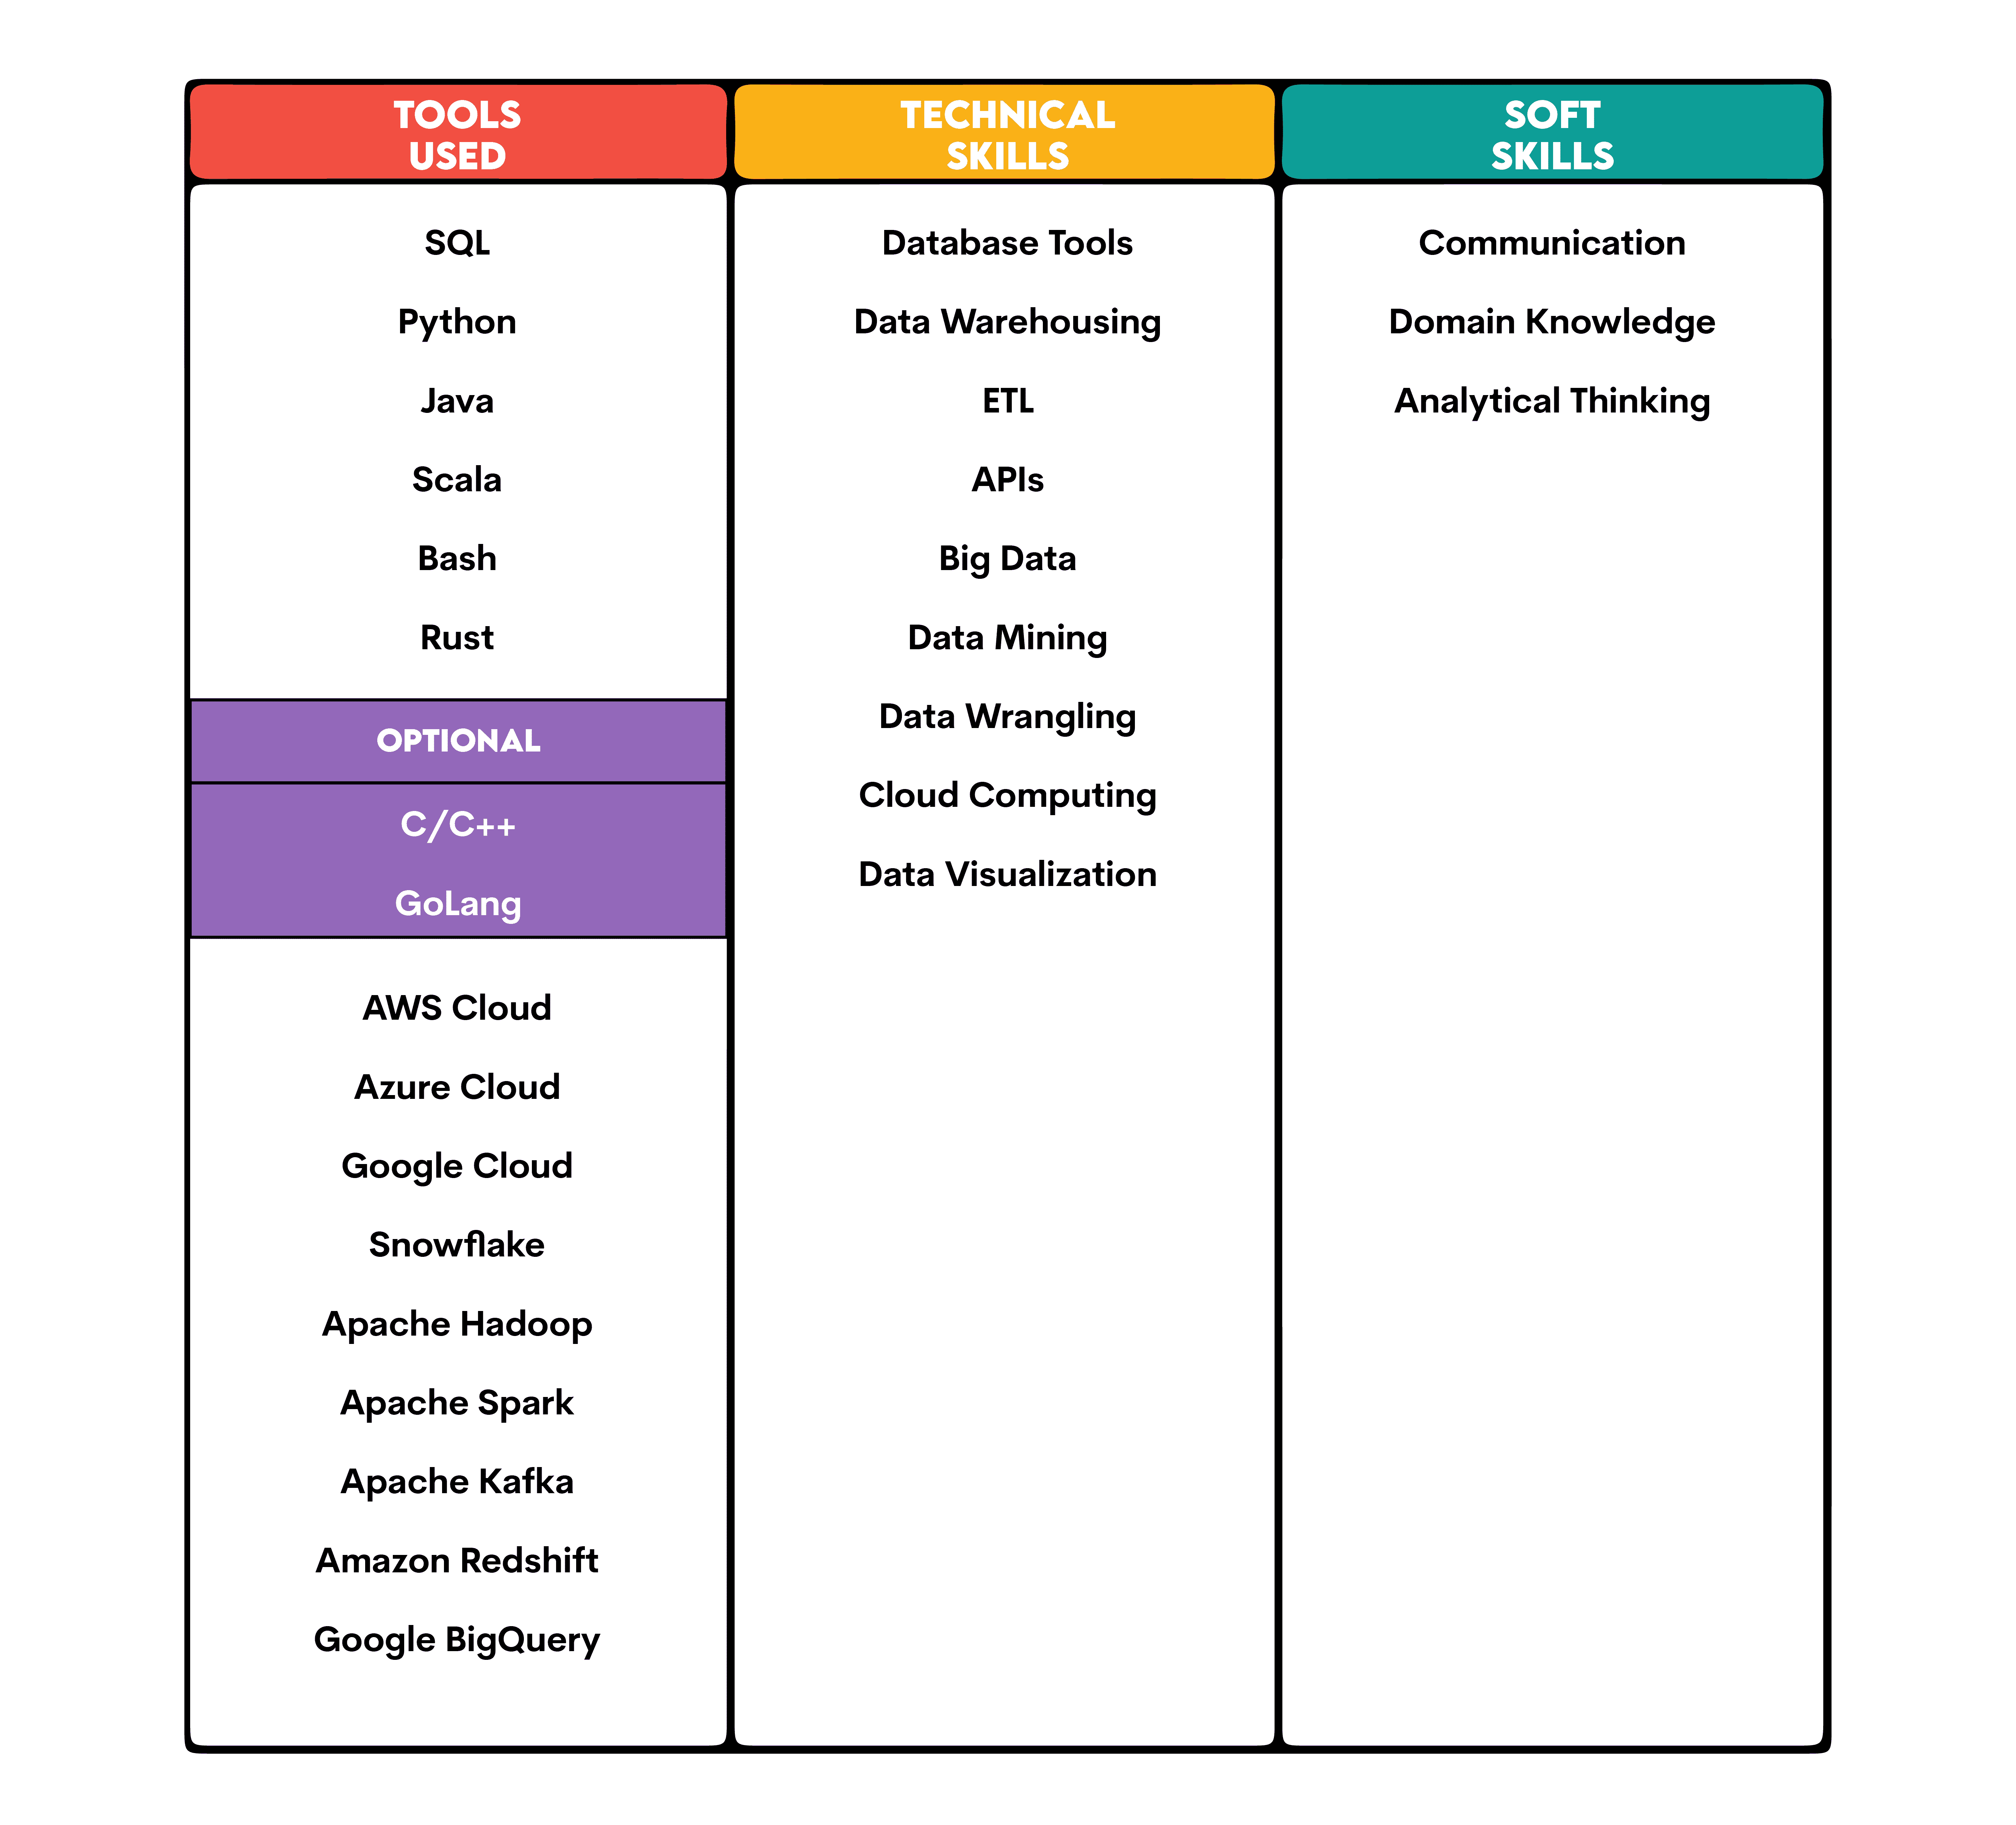 TOOLS
USED
TECHNICAL
SKILLS
SOFT
SKILLS
SQL
Python
Java
Scala
Bash
Rust
OPTIONAL
C/C++
GoLang
AWS Cloud
Azure Cloud
Google Cloud
Snowflake
Apache Hadoop
Apache Spark
Apache Kafka
Amazon Redshift
Google BigQuery
Database Tools
Data Warehousing
ETL
APIs
Big Data
Data Mining
Data Wrangling
Cloud Computing
Data Visualization
Communication
Domain Knowledge
Analytical Thinking